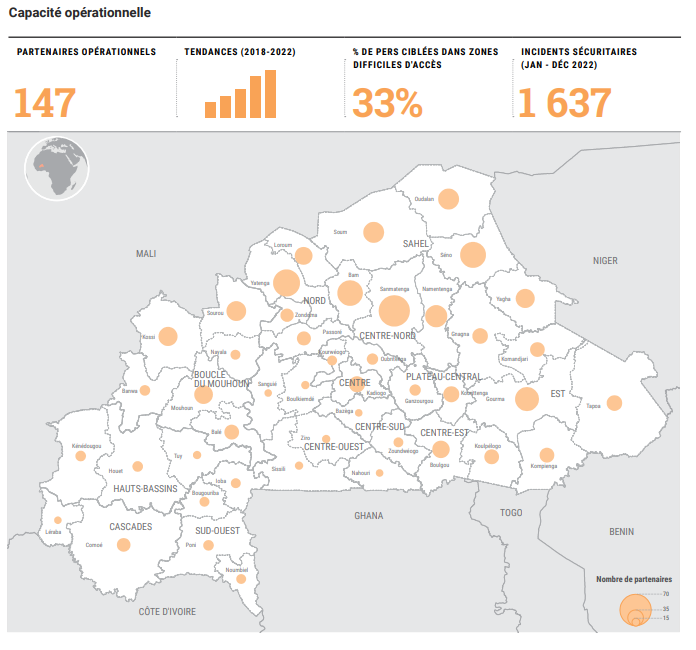 Capacité opérationnelle
PARTENAIRES OPÉRATIONNELS
147
TENDANCES (2018-2022)
% DE PERS CIBLÉES DANS ZONES
DIFFICILES D'ACCÈS
33%
INCIDENTS SÉCURITAIRES
(JAN - DÉC 2022)
1 637
Oudalan
Soum
SAHEL
Loroum
MALI
Séno
NIGER
Bam
Yatenga
Sanmatenga
Namentenga
NORD
Yagha
Sourou
Zondoma
Passoré
Gnagna
Kossi
CENTRE-NORD
Nayala
Kourwéogo
Oubritenga
Komandjari
BOUCLE
DU MOUHOUN
PLATEAU-CENTRAL
Sanguié
CENTRE
Banwa
Kadiogo
Kourittenga
EST
Boulkiemdé
Ganzourgou
Gourma
Mouhoun
Bazèga
Tapoa
CENTRE-SUD
Balé
CENTRE-EST
Ziro
Kénédougou
CENTRE-OUEST
Zoundwéogo
Koulpélogo
Tuy
Boulgou
Houet
Sissili
Nahouri
Kompienga
Ioba
HAUTS-BASSINS
Bougouriba
TOGO
GHANA
CASCADES
SUD-OUEST
Léraba
BENIN
Comoé
Poni
Noumbiel
CÔTE D'IVOIRE
Nombre de partenaires
70
35
15